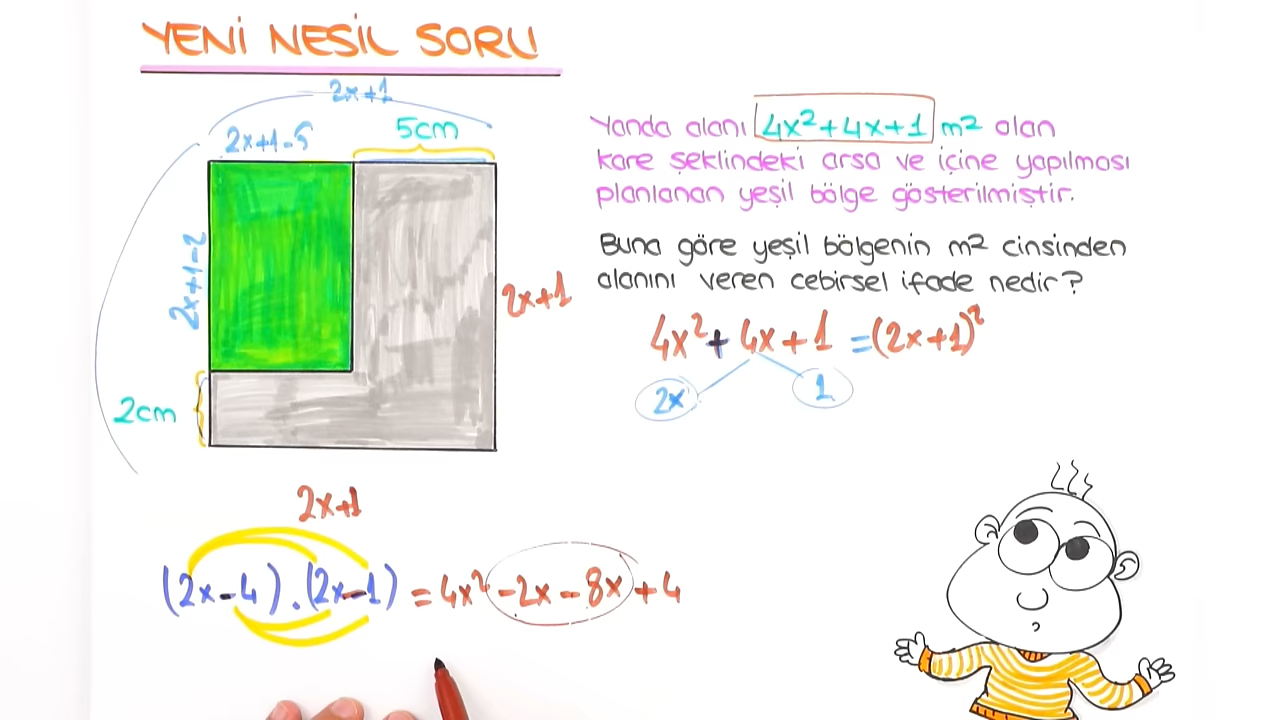 YENİ NESİL SORU
2x+1
2x+1-5
5cm
2x+1-2
2cm
2x+1
2x+1
Yanda alanı 4x²+4x+1 m² olan
kare şeklindeki arsa ve içine yapılması
planlanan yeşil bölge gösterilmiştir.
Buna göre yeşil bölgenin m² cinsinden
alanını veren cebirsel ifade nedir?
4x²+4x+1=(2x+1)²
2x
1
(2x-4).(2x-1)=4x²-2x-8x+4